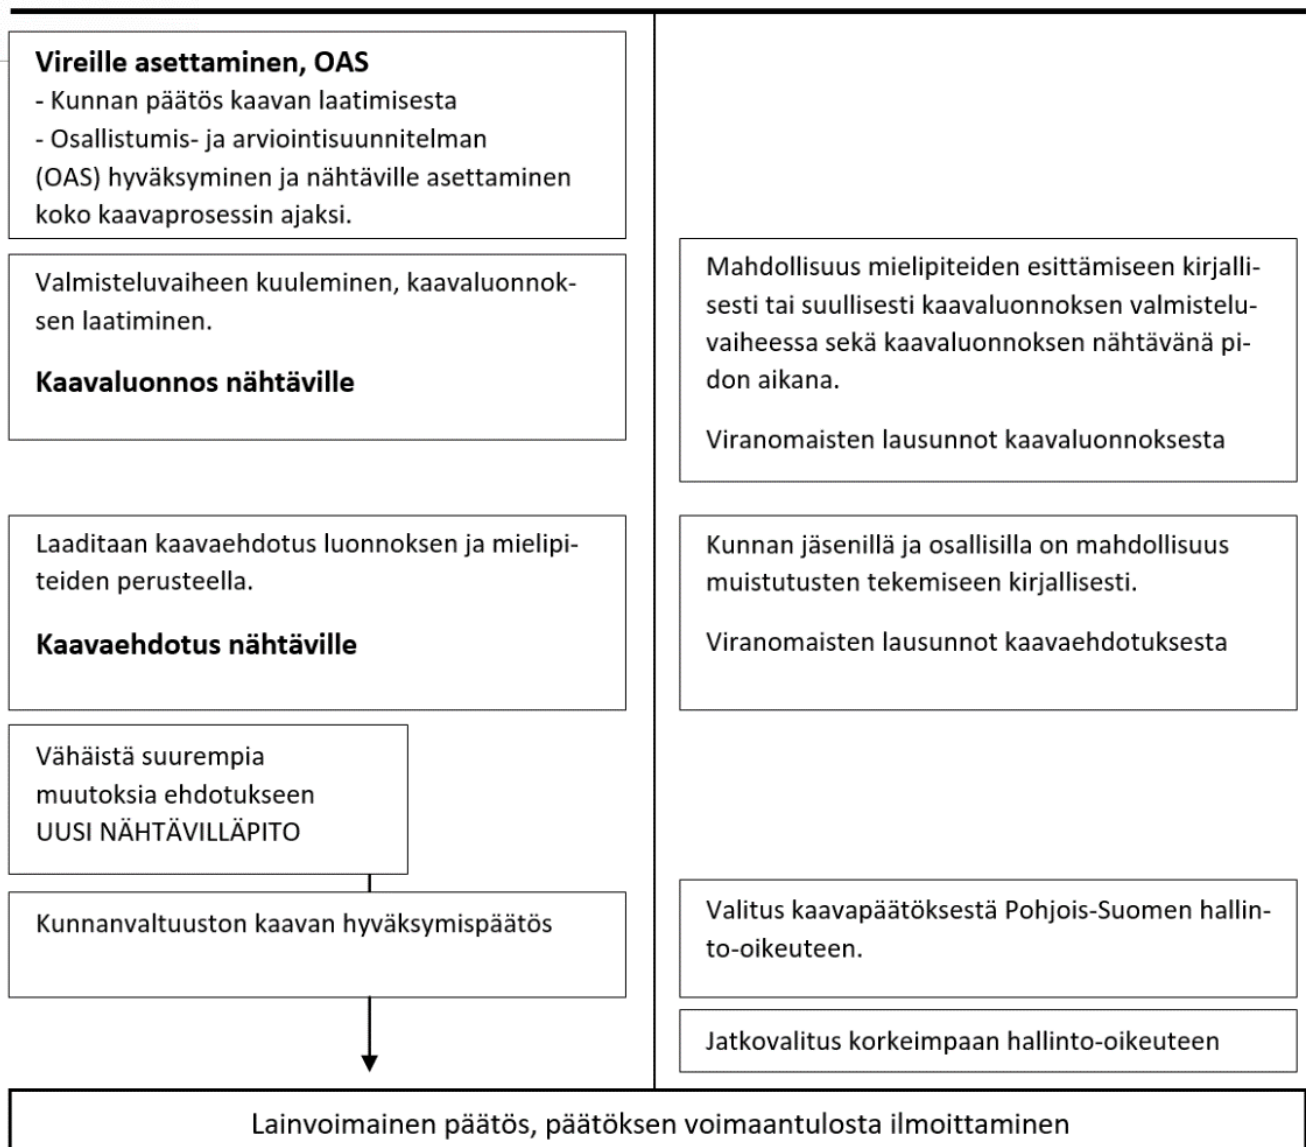 Vireille asettaminen, OAS
- Kunnan päätös kaavan laatimisesta
- Osallistumis- ja arviointisuunnitelman
(OAS) hyväksyminen ja nähtäville asettaminen
koko kaavaprosessin ajaksi.
Valmisteluvaiheen kuuleminen, kaavaluonnok-
sen laatiminen.
Kaavaluonnos nähtäville
Mahdollisuus mielipiteiden esittämiseen kirjalli-
sesti tai suullisesti kaavaluonnoksen valmistelu-
vaiheessa sekä kaavaluonnoksen nähtävänä pi-
don aikana.
Viranomaisten lausunnot kaavaluonnoksesta
Laaditaan kaavaehdotus luonnoksen ja mielipi-
teiden perusteella.
Kaavaehdotus nähtäville
Kunnan jäsenillä ja osallisilla on mahdollisuus
muistutusten tekemiseen kirjallisesti.
Viranomaisten lausunnot kaavaehdotuksesta
Vähäistä suurempia
muutoksia ehdotukseen
UUSI NÄHTÄVILLÄPITO
Kunnanvaltuuston kaavan hyväksymispäätös
Valitus kaavapäätöksestä Pohjois-Suomen hallin-
to-oikeuteen.
Jatkovalitus korkeimpaan hallinto-oikeuteen
Lainvoimainen päätös, päätöksen voimaantulosta ilmoittaminen